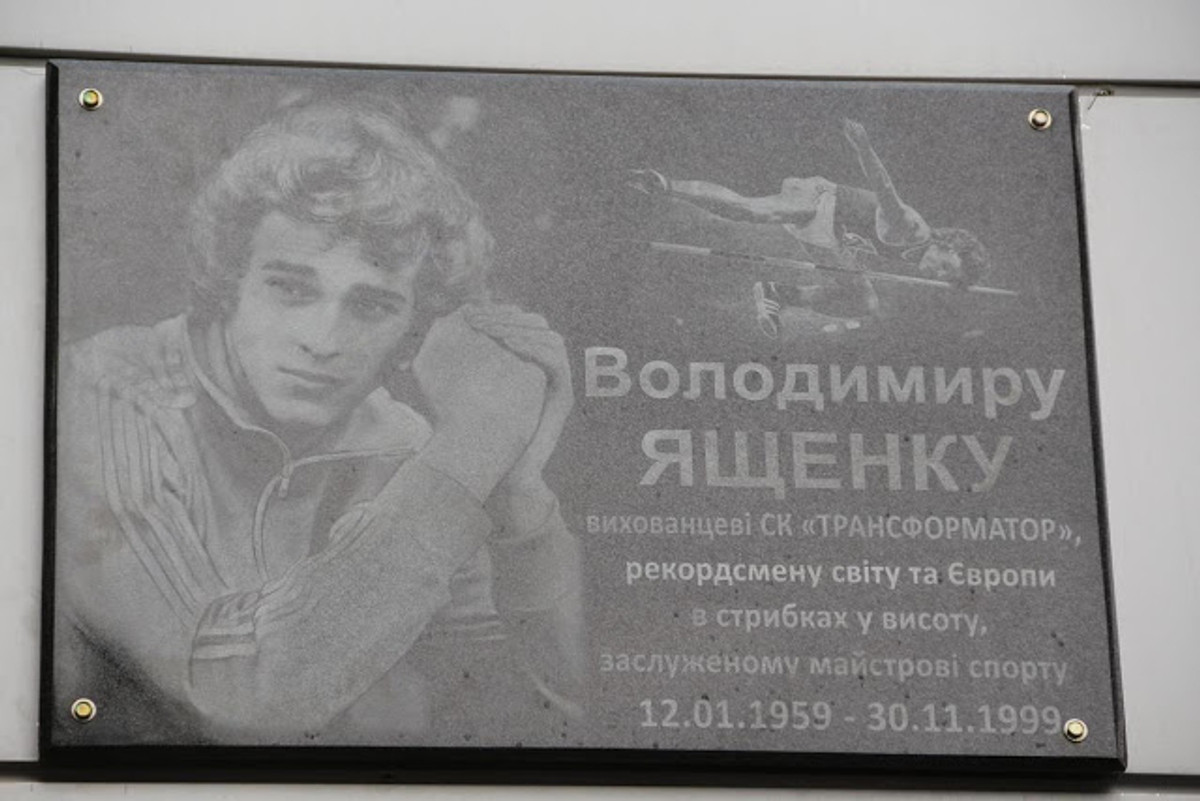 Володимиру
ЯЩЕНКУ
вихованцеві СК «ТРАНСФОРМАТОР»,
рекордсмену світу та Європи
в стрибках у висоту,
заслуженому майстрові спорту
12.01.1959 - 30.11.1999